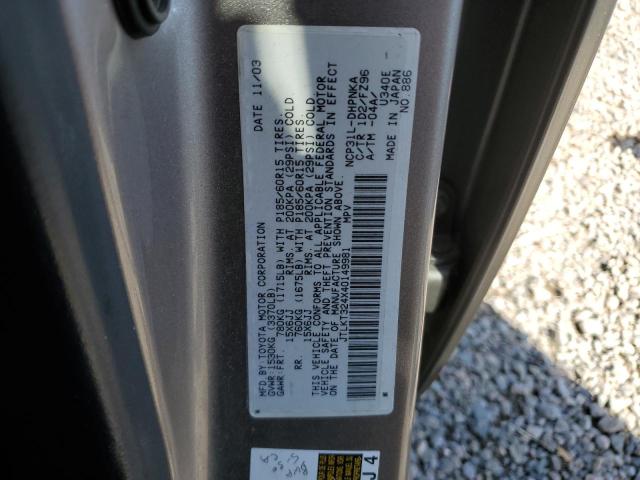 MFD.BY:TOYOTA MOTOR CORPORATION DATE 11/03
GVWR:1530KG (3370LB)
GAWR:FRT. 780KG (1715LB) WITH P185/60R15 TIRES.
15X6JJ RIMS. AT 200KPA (29PSI) COLD
RR. 760KG (1675LB) WITH P185/60R15 TIRES.
15X6JJ RIMS. AT 200KPA (29PSI) COLD
THIS VEHICLE CONFORMS TO ALL APPLICABLE FEDERAL MOTOR
VEHICLE SAFETY AND THEFT PREVENTION STANDARDS IN EFFECT
ON THE DATE OF MANUFACTURE SHOWN ABOVE.
JTLKT324X40149981 MPV
NCP31L-DHPNKA
C/TR 1D2/FZ96
A/TM -04A/ U340E
MADE IN JAPAN
NO.886
J 4